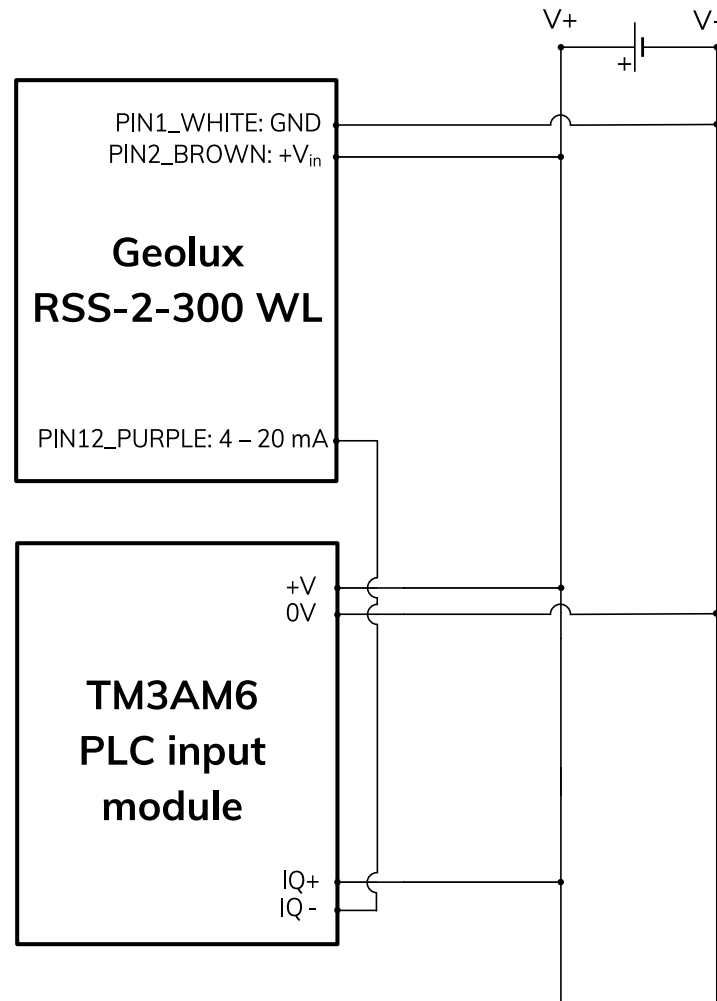 V+ V-
+
PIN1_WHITE: GND
PIN2_BROWN: +Vin
Geolux
RSS-2-300 WL
PIN12_PURPLE: 4 – 20 mA
+V
0V
TM3AM6
PLC input
module
IQ+
IQ -